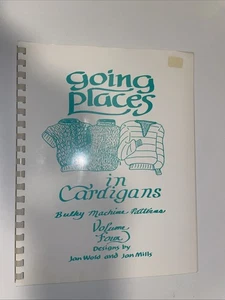 going
places
in
Cardigans
Bulky Machine Patterns
Volume
Four
Designs by
Jan Wold and Jan Mills